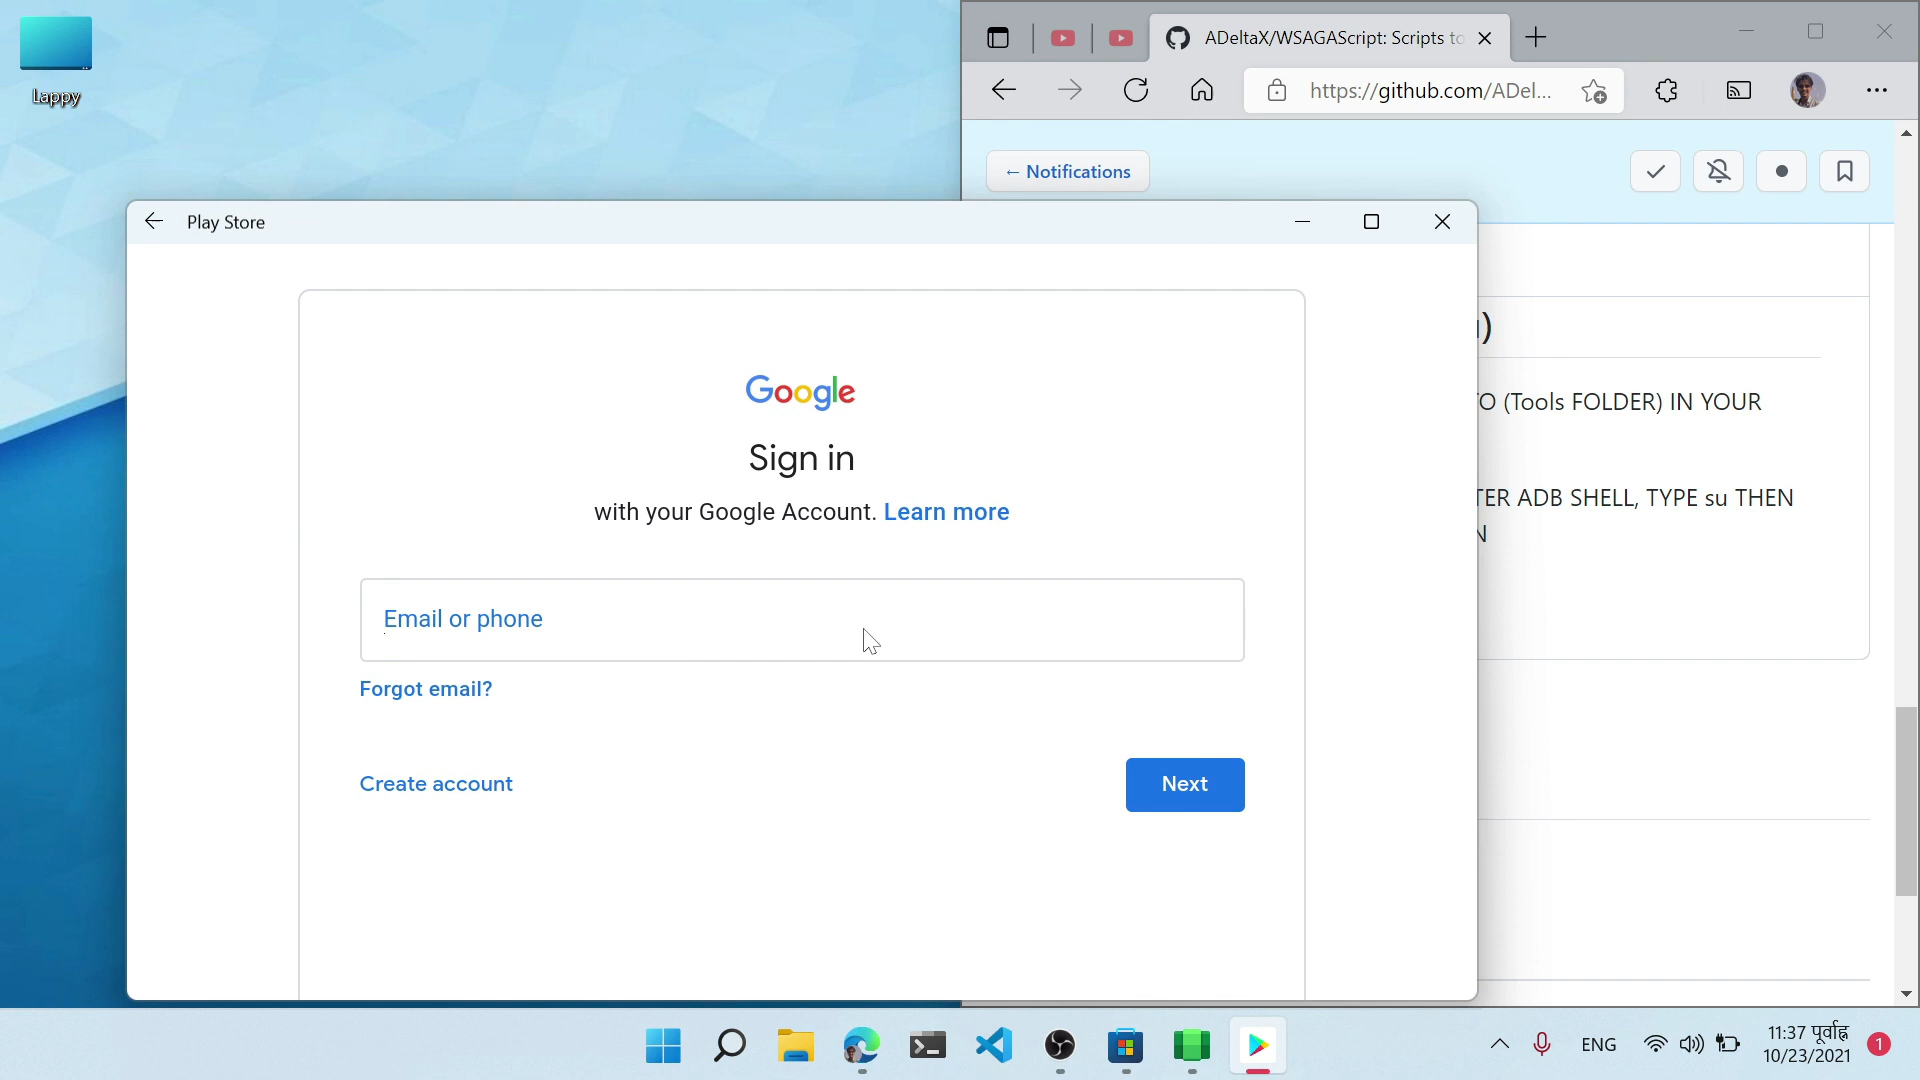 Lappy
ADeltaX/WSAGAScript: Scripts to
https://github.com/ADel...
← Notifications
Play Store
Google
Sign in
with your Google Account. Learn more
Email or phone
Forgot email?
Create account
Next
)
O (Tools FOLDER) IN YOUR
TER ADB SHELL, TYPE su THEN
N
ENG
11:37 पूर्वाह्न
10/23/2021
1